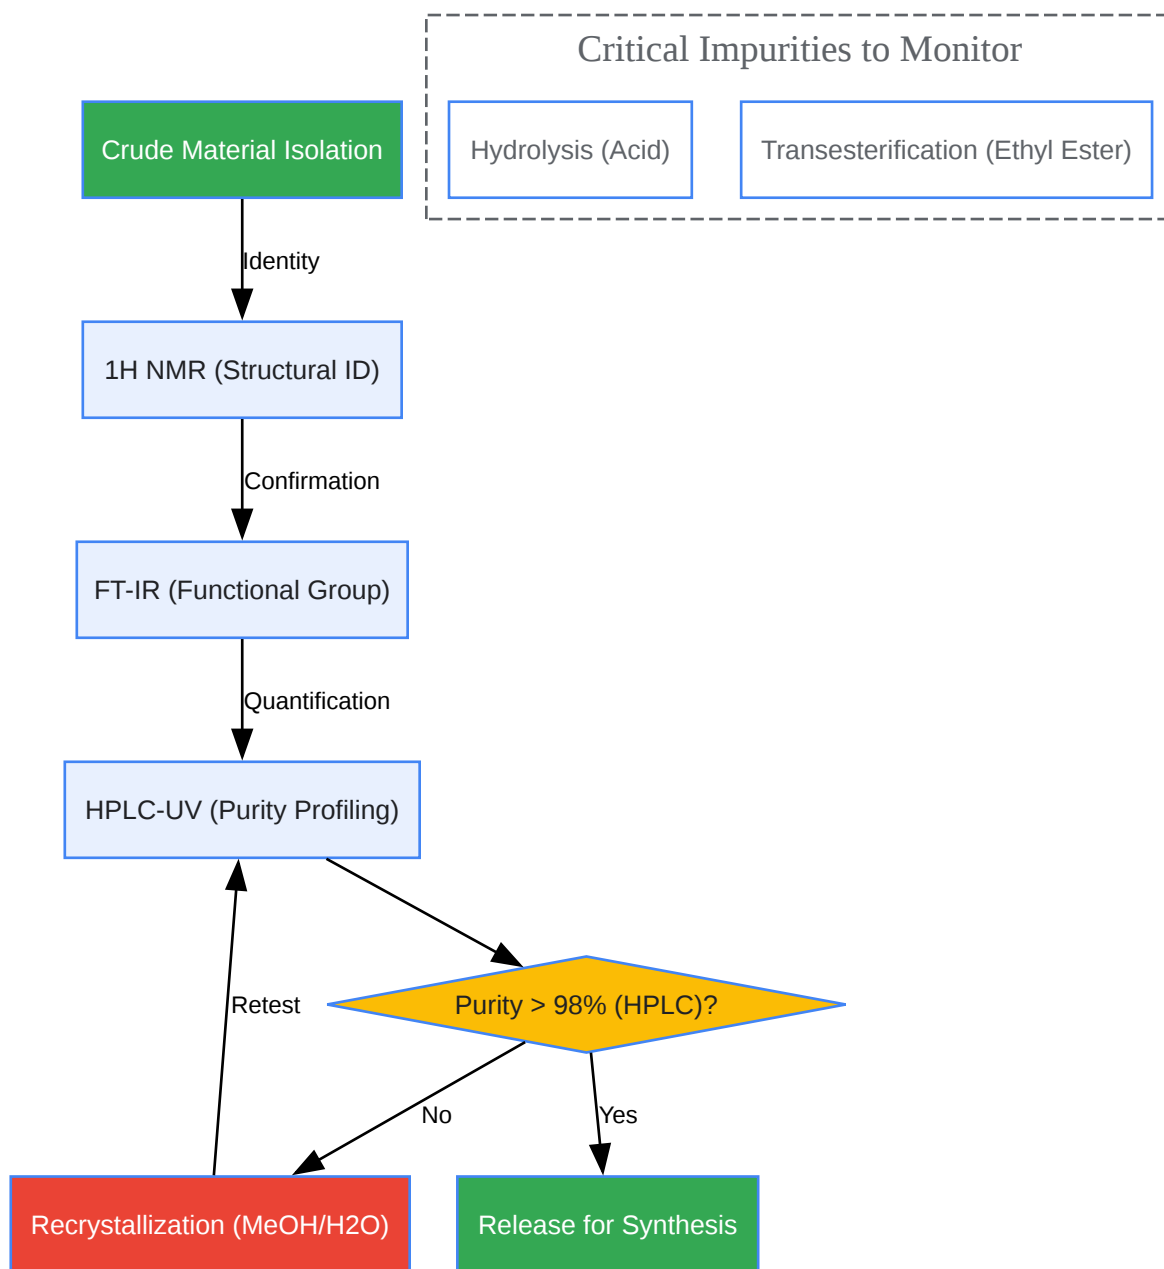 Critical Impurities to Monitor
Crude Material Isolation
Hydrolysis (Acid)
Transesterification (Ethyl Ester)
Identity
1H NMR (Structural ID)
Confirmation
FT-IR (Functional Group)
Quantification
HPLC-UV (Purity Profiling)
Retest
Purity > 98% (HPLC)?
No
Yes
Recrystallization (MeOH/H2O)
Release for Synthesis